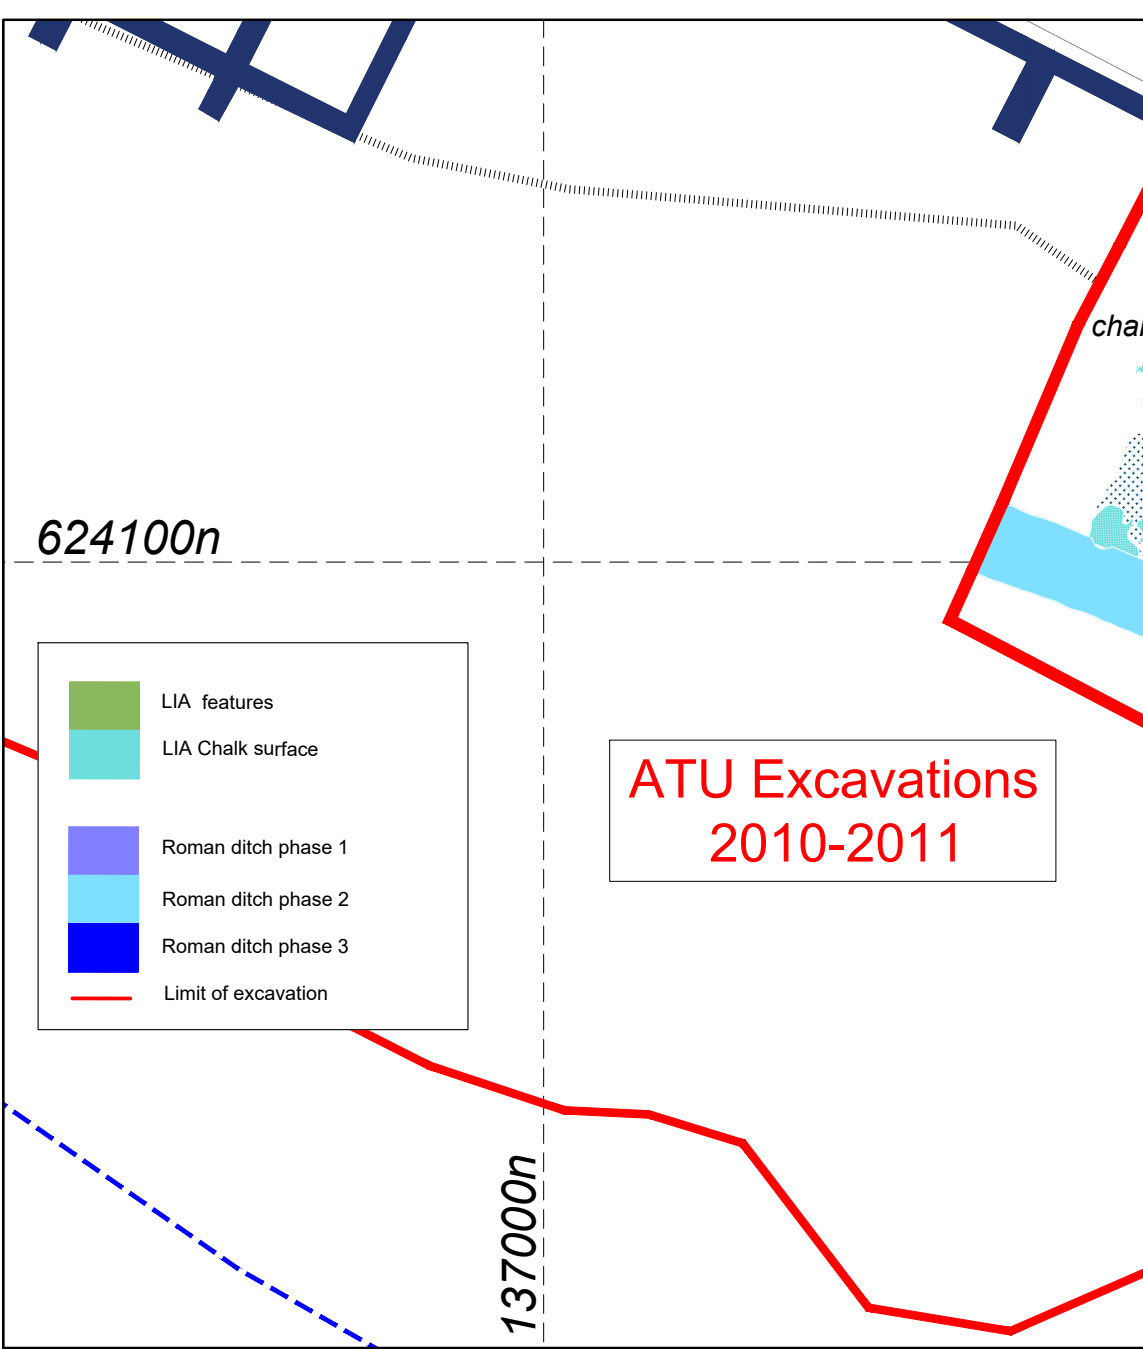 chal
624100n
LIA features
LIA Chalk surface
Roman ditch phase 1
Roman ditch phase 2
Roman ditch phase 3
Limit of excavation
ATU Excavations
2010-2011
137000n